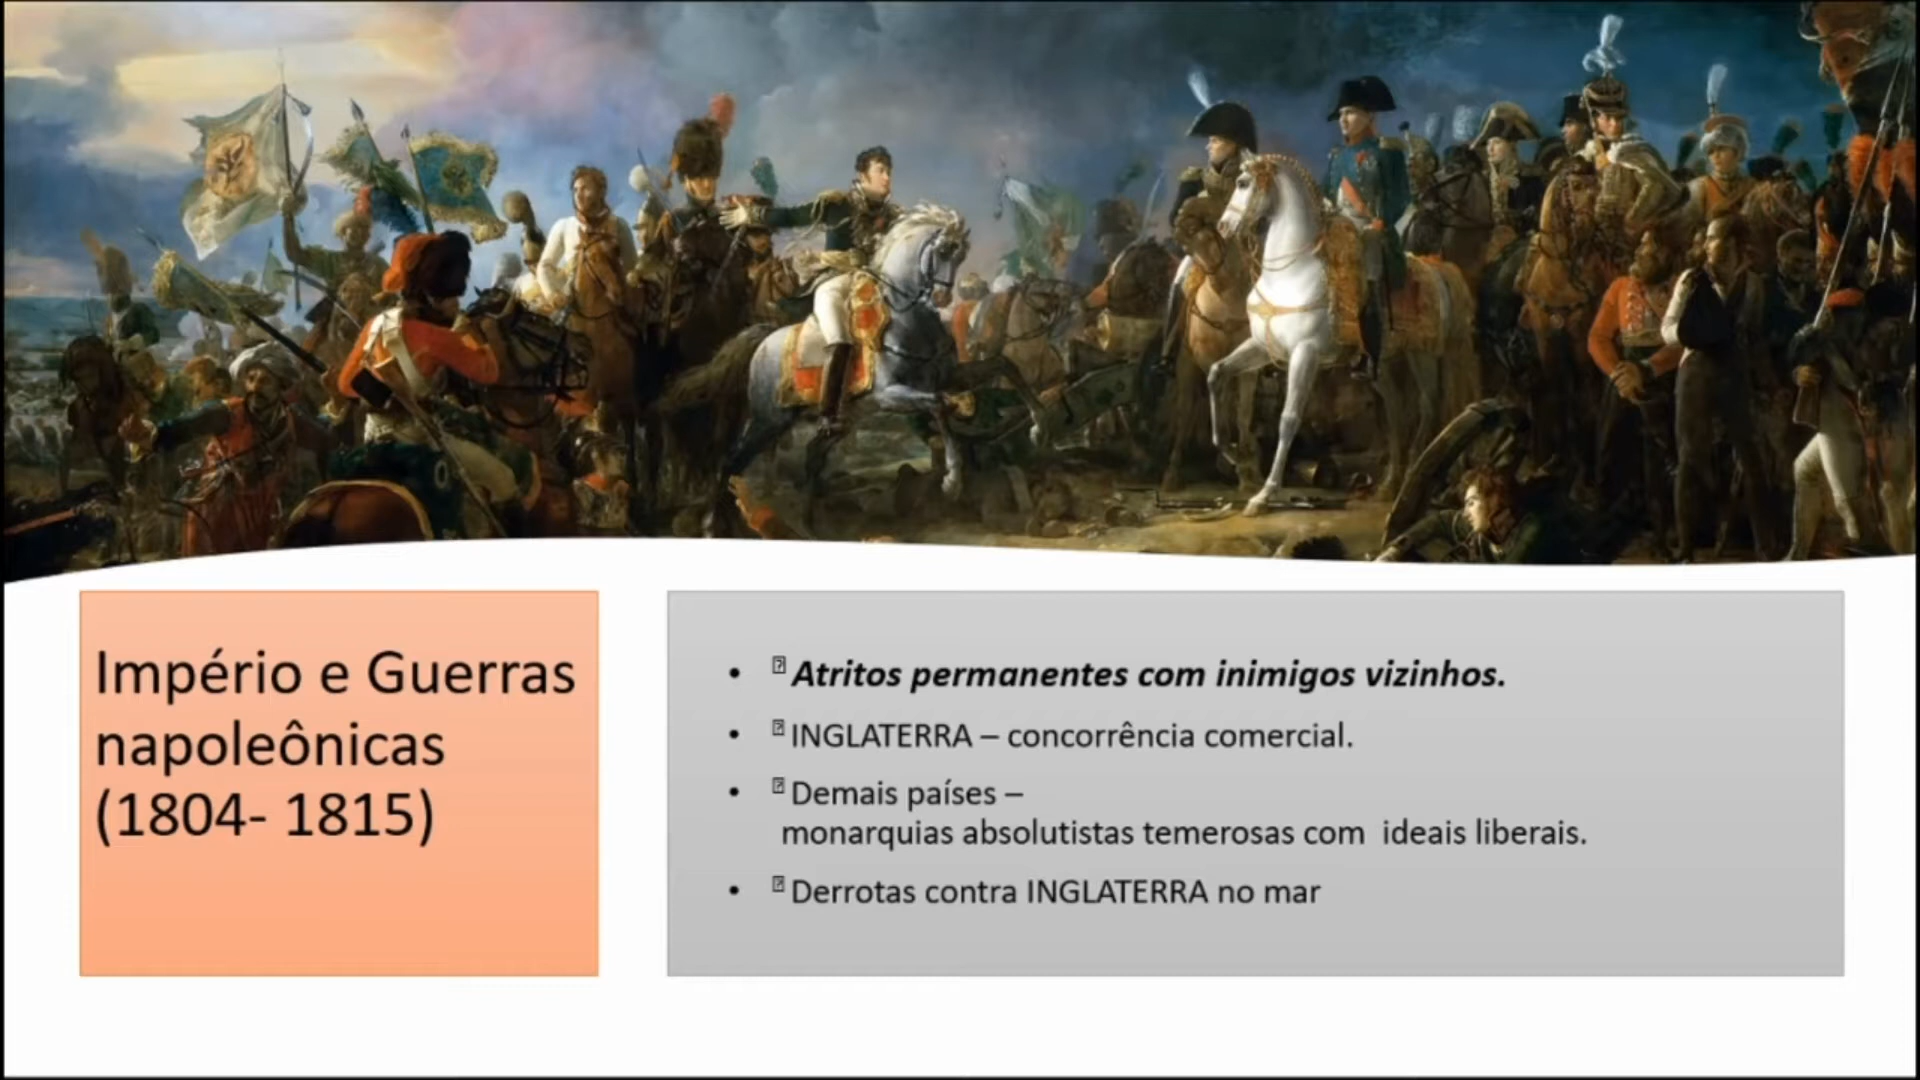 Império e Guerras
napoleônicas
(1804- 1815)
• Atritos permanentes com inimigos vizinhos.
• INGLATERRA – concorrência comercial.
• Demais países –
monarquias absolutistas temerosas com  ideais liberais.
• Derrotas contra INGLATERRA no mar